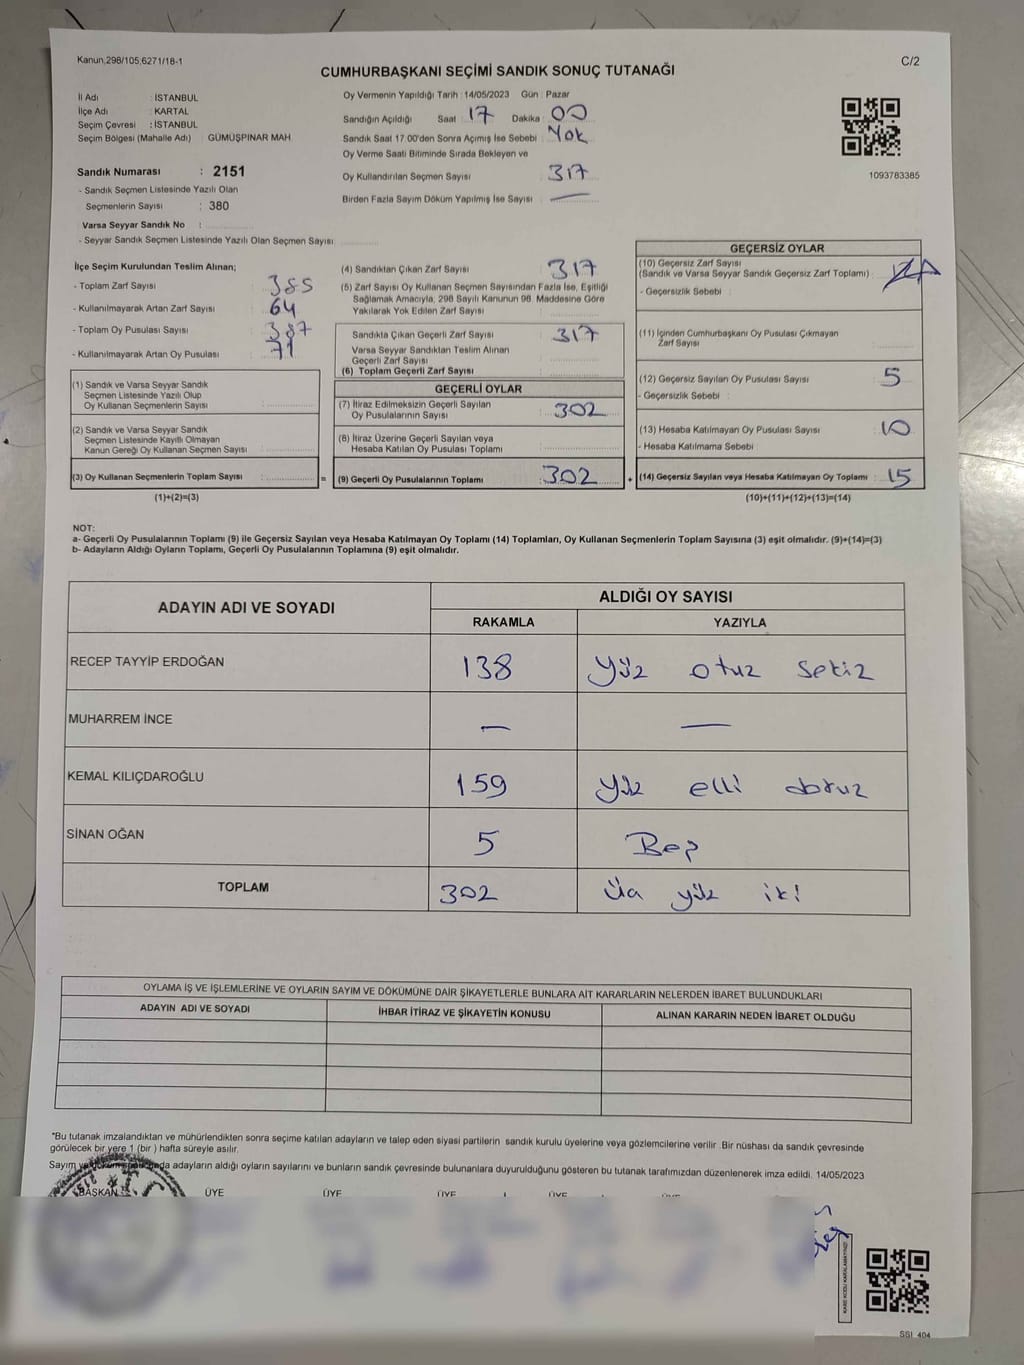 Kanun,298/105,6271/18-1
C/2
CUMHURBAŞKANI SEÇİMİ SANDIK SONUÇ TUTANAĞI
İl Adı : İSTANBUL
İlçe Adı : KARTAL
Seçim Çevresi : İSTANBUL
Seçim Bölgesi (Mahalle Adı) : GÜMÜŞPINAR MAH.
Sandık Numarası : 2151
- Sandık Seçmen Listesinde Yazılı Olan
Seçmenlerin Sayısı : 380
Varsa Seyyar Sandık No :
- Seyyar Sandık Seçmen Listesinde Yazılı Olan Seçmen Sayısı
Oy Vermenin Yapıldığı Tarih : 14/05/2023 Gün : Pazar
Sandığın Açıldığı Saat : 17 Dakika : 00
Sandık Saat 17.00'den Sonra Açımış İse Sebebi : Yok
Oy Verme Saati Bitiminde Sırada Bekleyen ve
Oy Kullandırılan Seçmen Sayısı : 317
Birden Fazla Sayım Döküm Yapılmış İse Sayısı : —
1093783385
İlçe Seçim Kurulundan Teslim Alınan;
- Toplam Zarf Sayısı : 385
- Kullanılmayarak Artan Zarf Sayısı : 64
- Toplam Oy Pusulası Sayısı : 387
- Kullanılmayarak Artan Oy Pusulası : 71
(1) Sandık ve Varsa Seyyar Sandık
Seçmen Listesinde Yazılı Olup
Oy Kullanan Seçmenlerin Sayısı :
(2) Sandık ve Varsa Seyyar Sandık
Seçmen Listesinde Kayıtlı Olmayan
Kanun Gereği Oy Kullanan Seçmen Sayısı :
(3) Oy Kullanan Seçmenlerin Toplam Sayısı :
(1)+(2)=(3)
=
(4) Sandıktan Çıkan Zarf Sayısı : 317
(5) Zarf Sayısı Oy Kullanan Seçmen Sayısından Fazla İse, Eşitliği
Sağlamak Amacıyla, 298 Sayılı Kanunun 98. Maddesine Göre
Yakılarak Yok Edilen Zarf Sayısı :
Sandıkta Çıkan Geçerli Zarf Sayısı : 317
Varsa Seyyar Sandıktan Teslim Alınan
Geçerli Zarf Sayısı :
(6) Toplam Geçerli Zarf Sayısı :
GEÇERLİ OYLAR
(7) İtiraz Edilmeksizin Geçerli Sayılan
Oy Pusulalarının Sayısı : 302
(8) İtiraz Üzerine Geçerli Sayılan veya
Hesaba Katılan Oy Pusulası Toplamı :
(9) Geçerli Oy Pusulalarının Toplamı : 302
+
GEÇERSİZ OYLAR
(10) Geçersiz Zarf Sayısı
(Sandık ve Varsa Seyyar Sandık Geçersiz Zarf Toplamı) :
- Geçersizlik Sebebi :
(11) İçinden Cumhurbaşkanı Oy Pusulası Çıkmayan
Zarf Sayısı :
(12) Geçersiz Sayılan Oy Pusulası Sayısı : 5
- Geçersizlik Sebebi :
(13) Hesaba Katılmayan Oy Pusulası Sayısı : 10
- Hesaba Katılmama Sebebi
(14) Geçersiz Sayılan veya Hesaba Katılmayan Oy Toplamı : 15
(10)+(11)+(12)+(13)=(14)
NOT:
a- Geçerli Oy Pusulalarının Toplamı (9) ile Geçersiz Sayılan veya Hesaba Katılmayan Oy Toplamı (14) Toplamları, Oy Kullanan Seçmenlerin Toplam Sayısına (3) eşit olmalıdır. (9)+(14)=(3)
b- Adayların Aldığı Oyların Toplamı, Geçerli Oy Pusulalarının Toplamına (9) eşit olmalıdır.
ADAYIN ADI VE SOYADI
ALDIĞI OY SAYISI
RAKAMLA YAZIYLA
RECEP TAYYİP ERDOĞAN 138 Yüz otuz sekiz
MUHARREM İNCE — —
KEMAL KILIÇDAROĞLU 159 Yüz elli dokuz
SİNAN OĞAN 5 Beş
TOPLAM 302 Üç yüz iki
OYLAMA İŞ VE İŞLEMLERİNE VE OYLARIN SAYIM VE DÖKÜMÜNE DAİR ŞİKAYETLERLE BUNLARA AİT KARARLARIN NELERDEN İBARET BULUNDUKLARI
ADAYIN ADI VE SOYADI İHBAR İTİRAZ VE ŞİKAYETİN KONUSU ALINAN KARARIN NEDEN İBARET OLDUĞU
*Bu tutanak imzalandıktan ve mühürlendikten sonra seçime katılan adayların ve talep eden siyasi partilerin sandık kurulu üyelerine veya gözlemcilerine verilir. Bir nüshası da sandık çevresinde
görülecek bir yere 1 (bir ) hafta süreyle asılır.
Sayım ve adayların aldığı oyların sayılarını ve bunların sandık çevresinde bulunanlara duyurulduğunu gösteren bu tutanak tarafımızdan düzenlenerek imza edildi. 14/05/2023
BAŞKAN ÜYE ÜYE ÜYE ÜYE ÜYE
KARE KODU KARALAMAYINIZ!
SSI 404